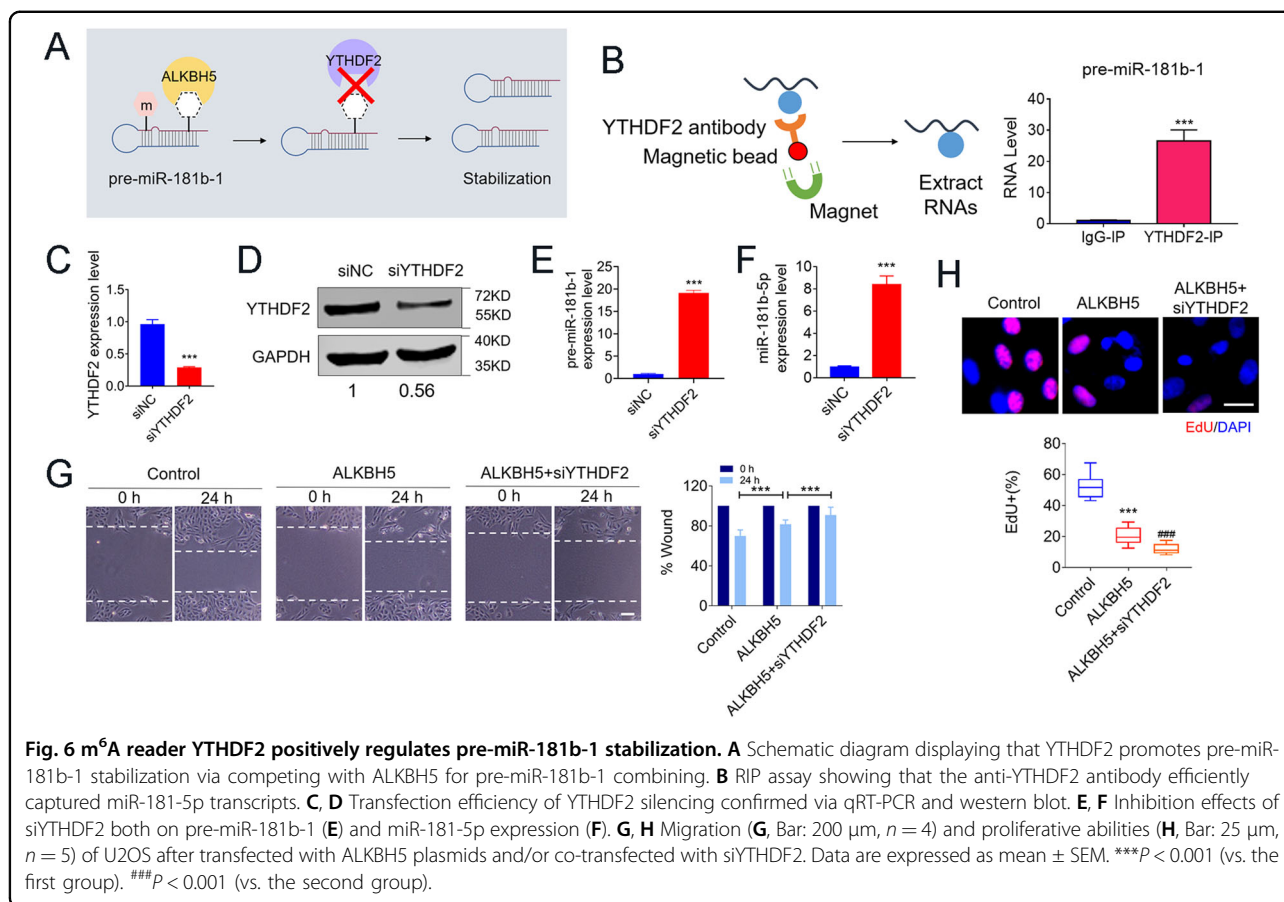 A
ALKBH5
YTHDF2
m
pre-miR-181b-1
Stabilization
B
YTHDF2 antibody
Magnetic bead
Magnet
Extract
RNAs
pre-miR-181b-1
RNA Level
40
30
20
10
0
***
IgG-IP
YTHDF2-IP
C
YTHDF2 expression level
1.5
1.0
0.5
0.0
***
siNC
siYTHDF2
D
siNC
siYTHDF2
YTHDF2
72KD
55KD
GAPDH
40KD
35KD
1
0.56
E
pre-miR-181b-1
expression level
25
20
15
10
5
0
***
siNC
siYTHDF2
F
miR-181b-5p
expression level
10
8
6
4
2
0
***
siNC
siYTHDF2
H
Control
ALKBH5
ALKBH5+
siYTHDF2
EdU/DAPI
EdU+(%)
80
60
40
20
0
***
###
Control
ALKBH5
ALKBH5+siYTHDF2
G
Control
ALKBH5
ALKBH5+siYTHDF2
0 h
24 h
0 h
24 h
0 h
24 h
% Wound
120
80
40
0
0 h
24 h
***
***
Control
ALKBH5
ALKBH5+siYTHDF2
Fig. 6 m⁶A reader YTHDF2 positively regulates pre-miR-181b-1 stabilization. A Schematic diagram displaying that YTHDF2 promotes pre-miR-
181b-1 stabilization via competing with ALKBH5 for pre-miR-181b-1 combining. B RIP assay showing that the anti-YTHDF2 antibody efficiently
captured miR-181-5p transcripts. C, D Transfection efficiency of YTHDF2 silencing confirmed via qRT-PCR and western blot. E, F Inhibition effects of
siYTHDF2 both on pre-miR-181b-1 (E) and miR-181-5p expression (F). G, H Migration (G, Bar: 200 μm, n = 4) and proliferative abilities (H, Bar: 25 μm,
n = 5) of U2OS after transfected with ALKBH5 plasmids and/or co-transfected with siYTHDF2. Data are expressed as mean ± SEM. ***P < 0.001 (vs. the
first group). ###P < 0.001 (vs. the second group).